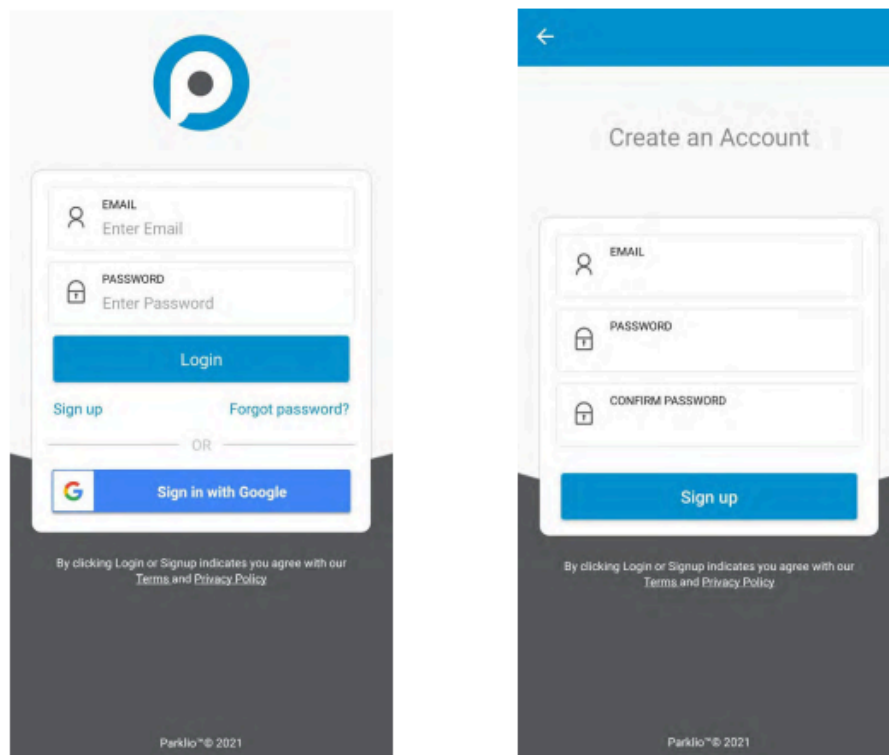 EMAIL
Enter Email
PASSWORD
Enter Password
Login
Sign up Forgot password?
OR
Sign in with Google
By clicking Login or Signup indicates you agree with our
Terms and Privacy Policy
Parklio™© 2021
Create an Account
EMAIL
PASSWORD
CONFIRM PASSWORD
Sign up
By clicking Login or Signup indicates you agree with our
Terms and Privacy Policy
Parklio™© 2021